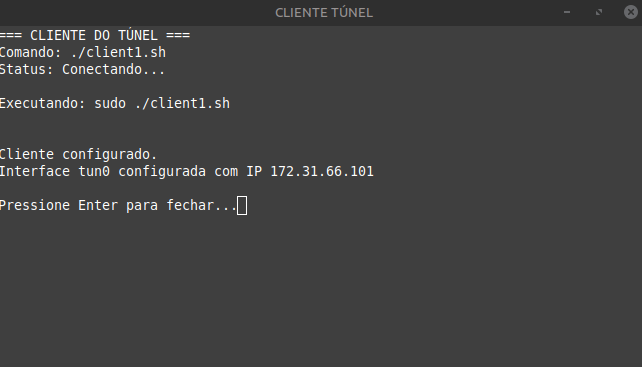 CLIENTE TÚNEL
=== CLIENTE DO TÚNEL ===
Comando: ./client1.sh
Status: Conectando...
Executando: sudo ./client1.sh
Cliente configurado.
Interface tun0 configurada com IP 172.31.66.101
Pressione Enter para fechar...